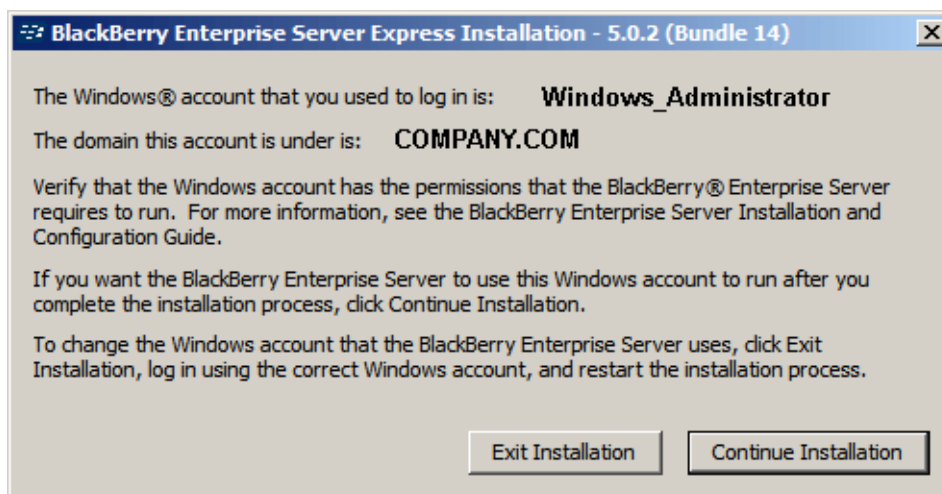 BlackBerry Enterprise Server Express Installation - 5.0.2 (Bundle 14)
The Windows® account that you used to log in is: Windows_Administrator
The domain this account is under is: COMPANY.COM
Verify that the Windows account has the permissions that the BlackBerry® Enterprise Server
requires to run. For more information, see the BlackBerry Enterprise Server Installation and
Configuration Guide.
If you want the BlackBerry Enterprise Server to use this Windows account to run after you
complete the installation process, click Continue Installation.
To change the Windows account that the BlackBerry Enterprise Server uses, click Exit
Installation, log in using the correct Windows account, and restart the installation process.
Exit Installation Continue Installation